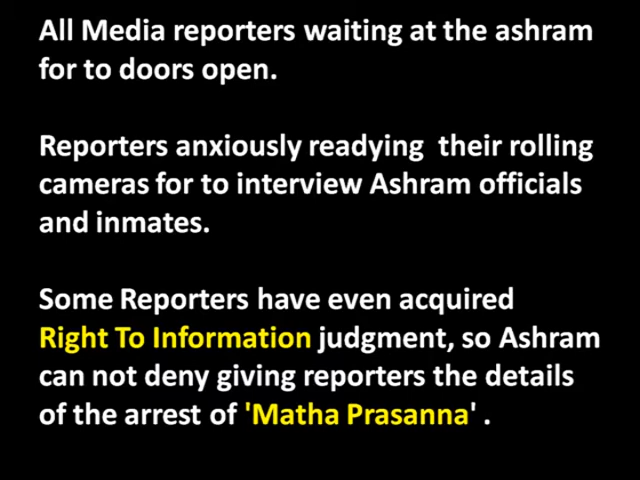 All Media reporters waiting at the ashram
for to doors open.
Reporters anxiously readying  their rolling
cameras for to interview Ashram officials
and inmates.
Some Reporters have even acquired
Right To Information judgment, so Ashram
can not deny giving reporters the details
of the arrest of 'Matha Prasanna' .